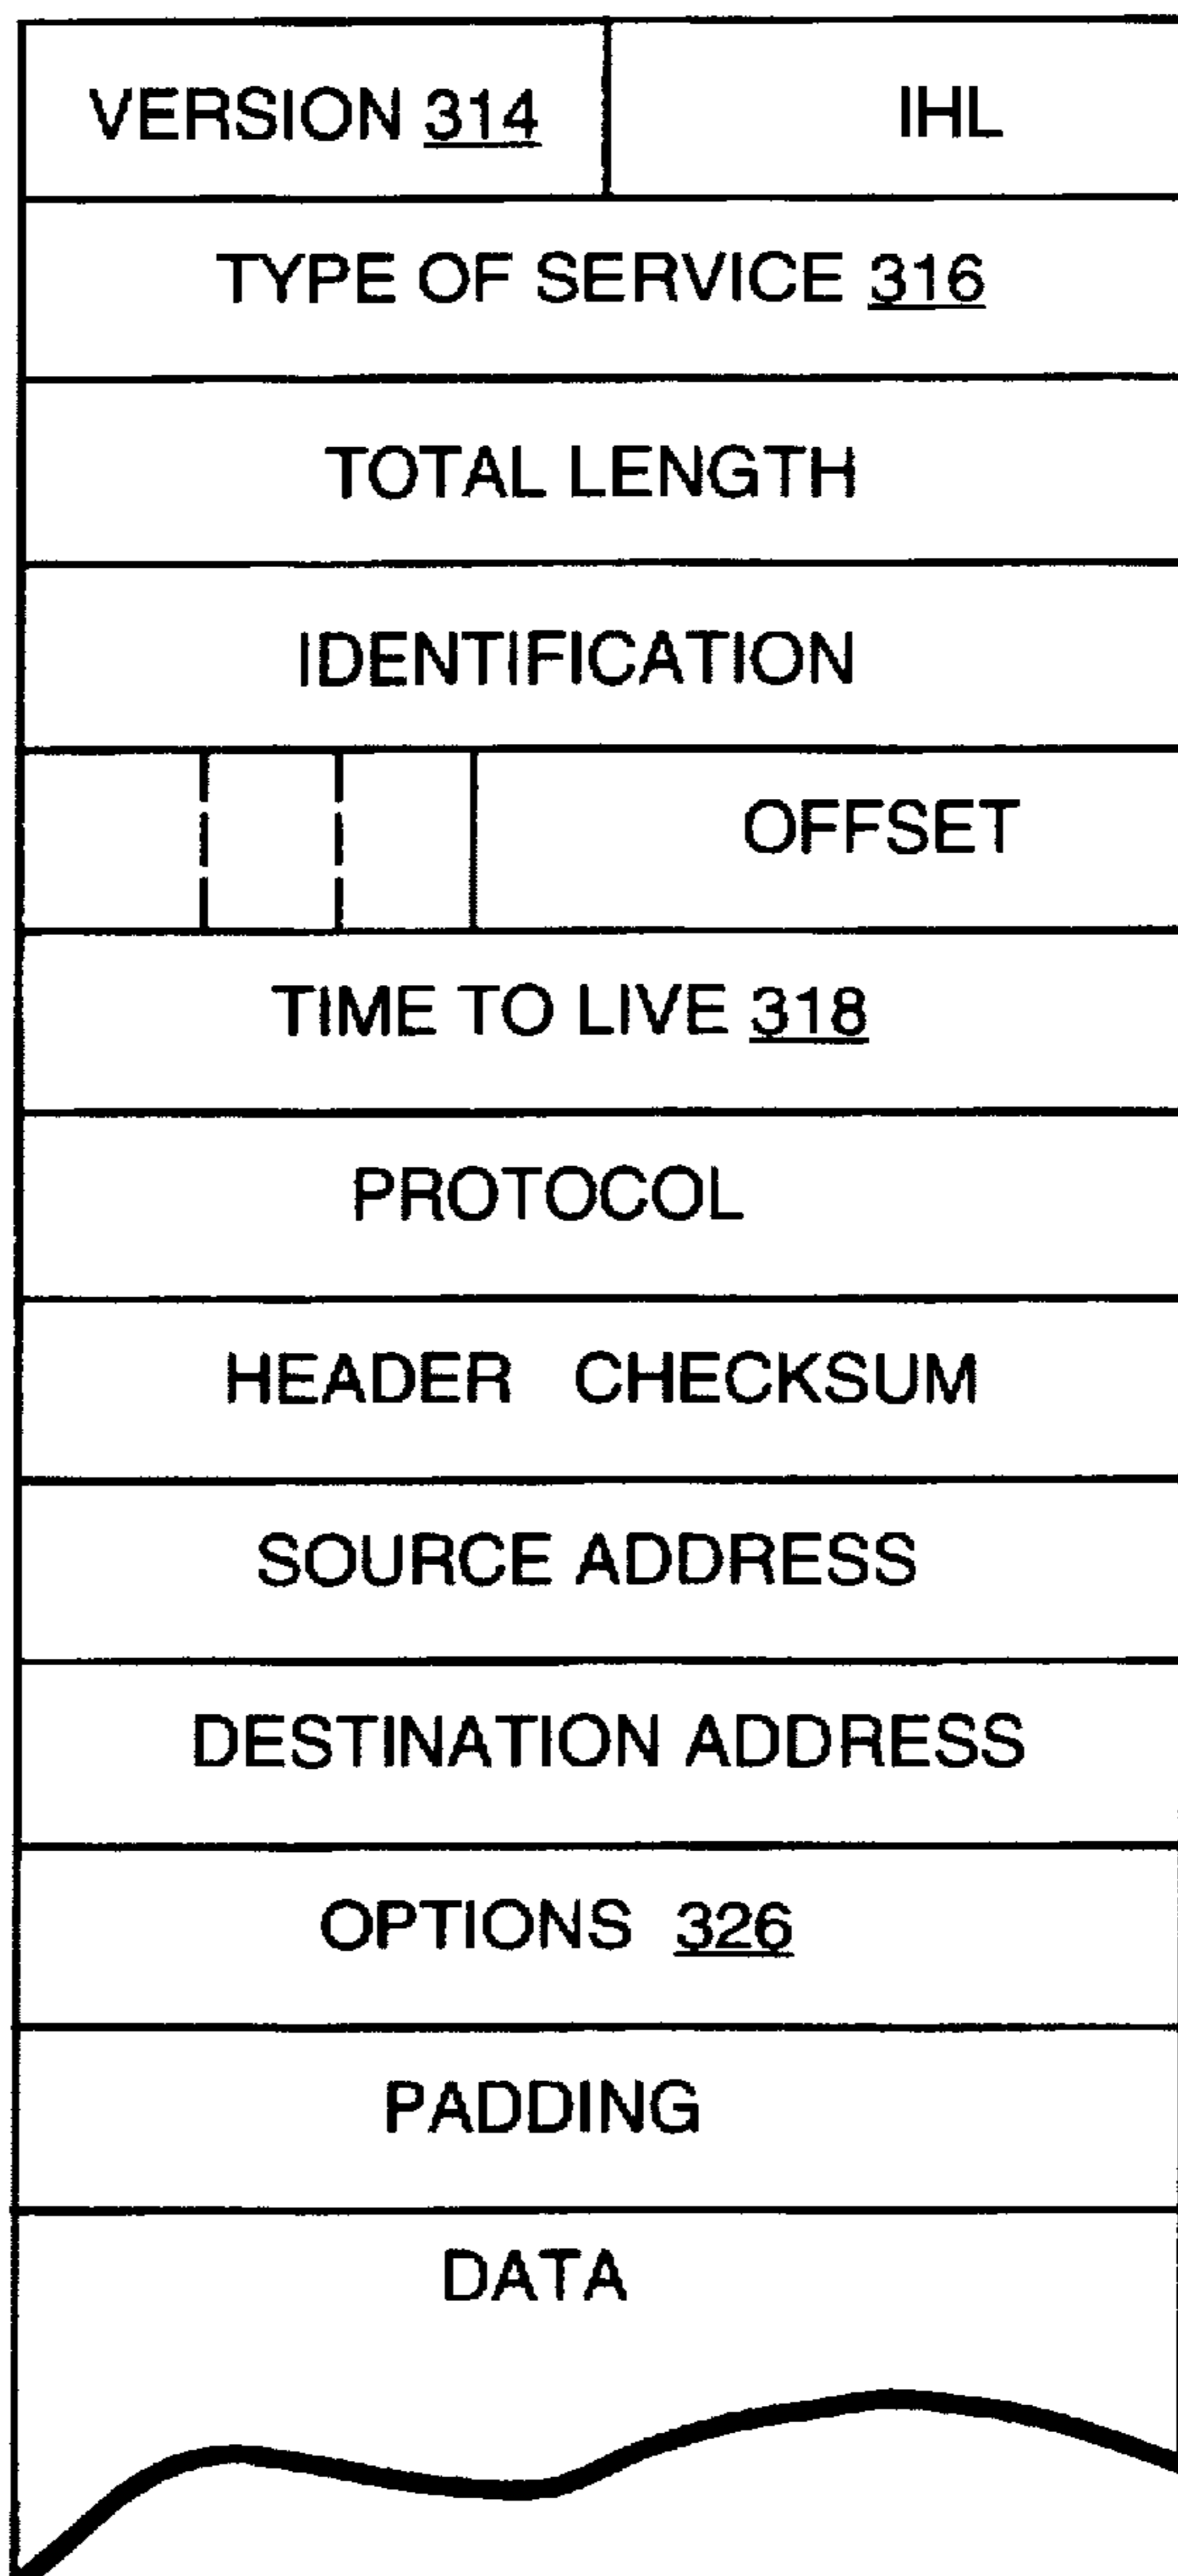 VERSION 314 IHL
TYPE OF SERVICE 316
TOTAL LENGTH
IDENTIFICATION
OFFSET
TIME TO LIVE 318
PROTOCOL
HEADER CHECKSUM
SOURCE ADDRESS
DESTINATION ADDRESS
OPTIONS 326
PADDING
DATA